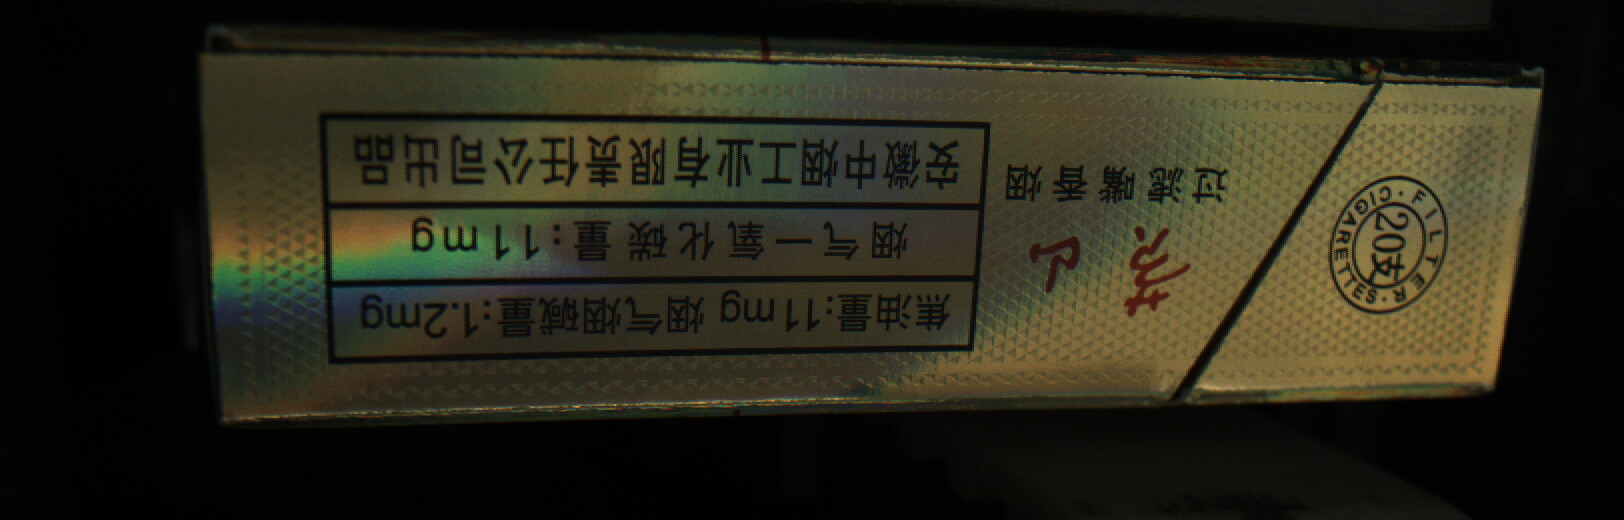 FILTER·CIGARETTES·
20支
黄山
过滤嘴香烟
焦油量:11mg 烟气烟碱量:1.2mg
烟气一氧化碳量:11mg
安徽中烟工业有限责任公司出品